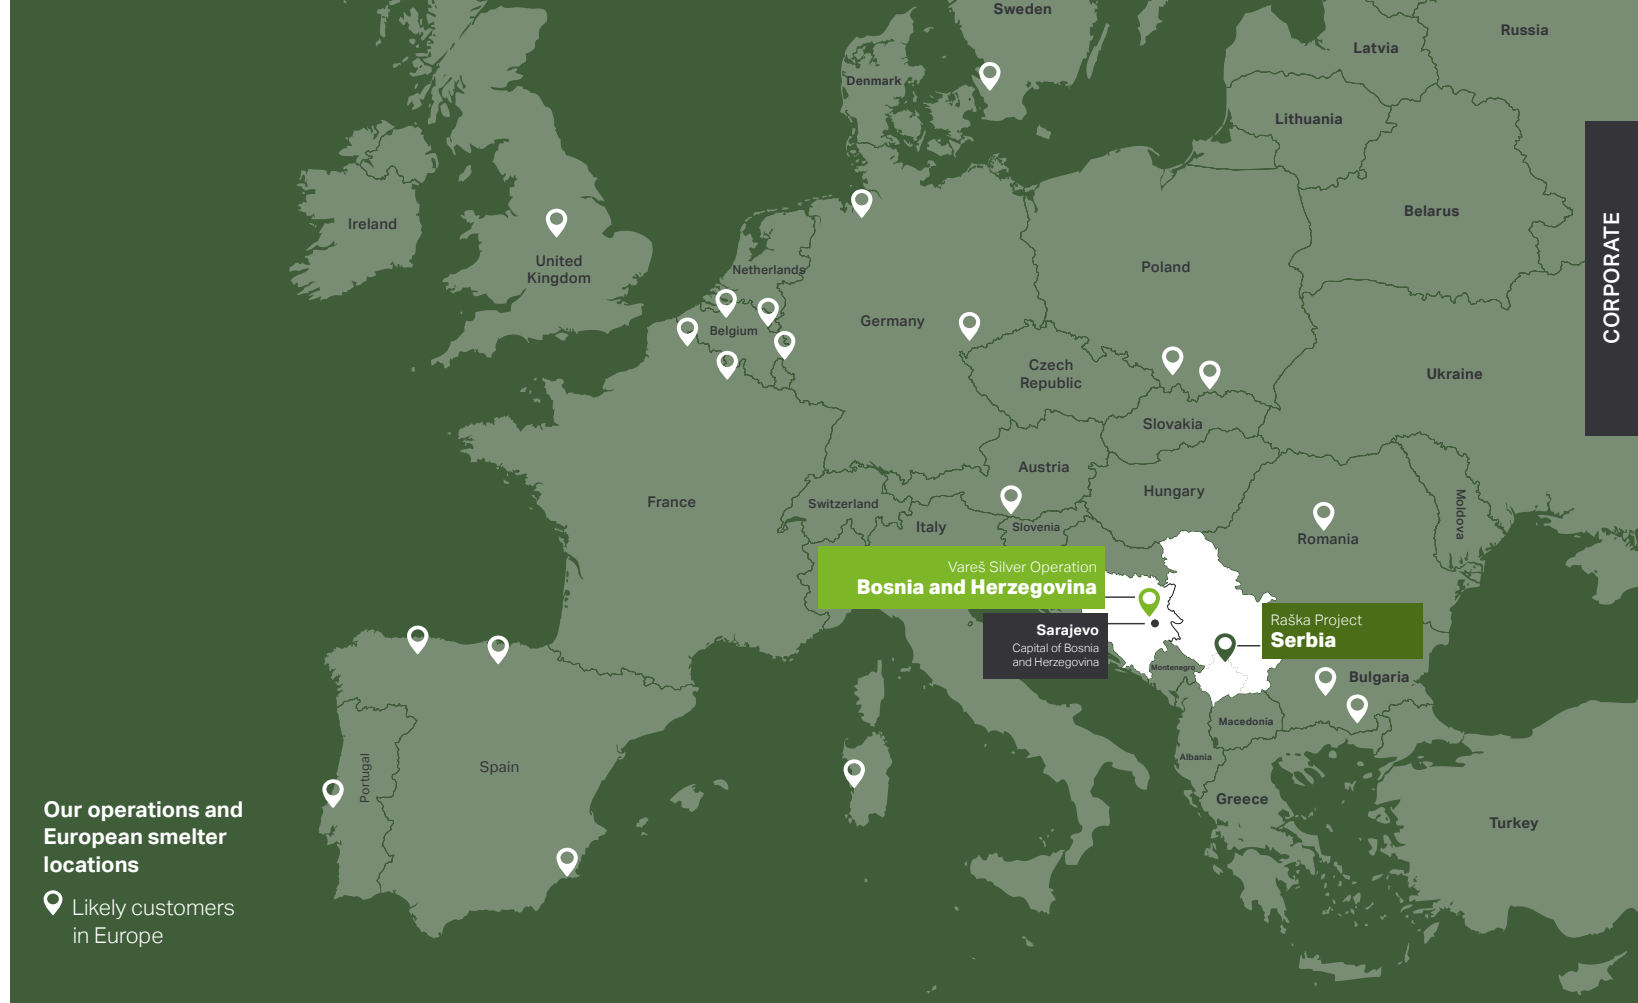 Sweden
Russia
Latvia
Denmark
Lithuania
Belarus
CORPORATE
Ireland
United
Kingdom
Netherlands
Poland
Belgium
Germany
Czech
Republic
Ukraine
Slovakia
Austria
Hungary
France
Switzerland
Italy
Slovenia
Moldova
Romania
Vareš Silver Operation
Bosnia and Herzegovina
Sarajevo
Capital of Bosnia
and Herzegovina
Raška Project
Serbia
Montenegro
Bulgaria
Macedonia
Albania
Greece
Turkey
Portugal
Spain
Our operations and
European smelter
locations
Likely customers
in Europe